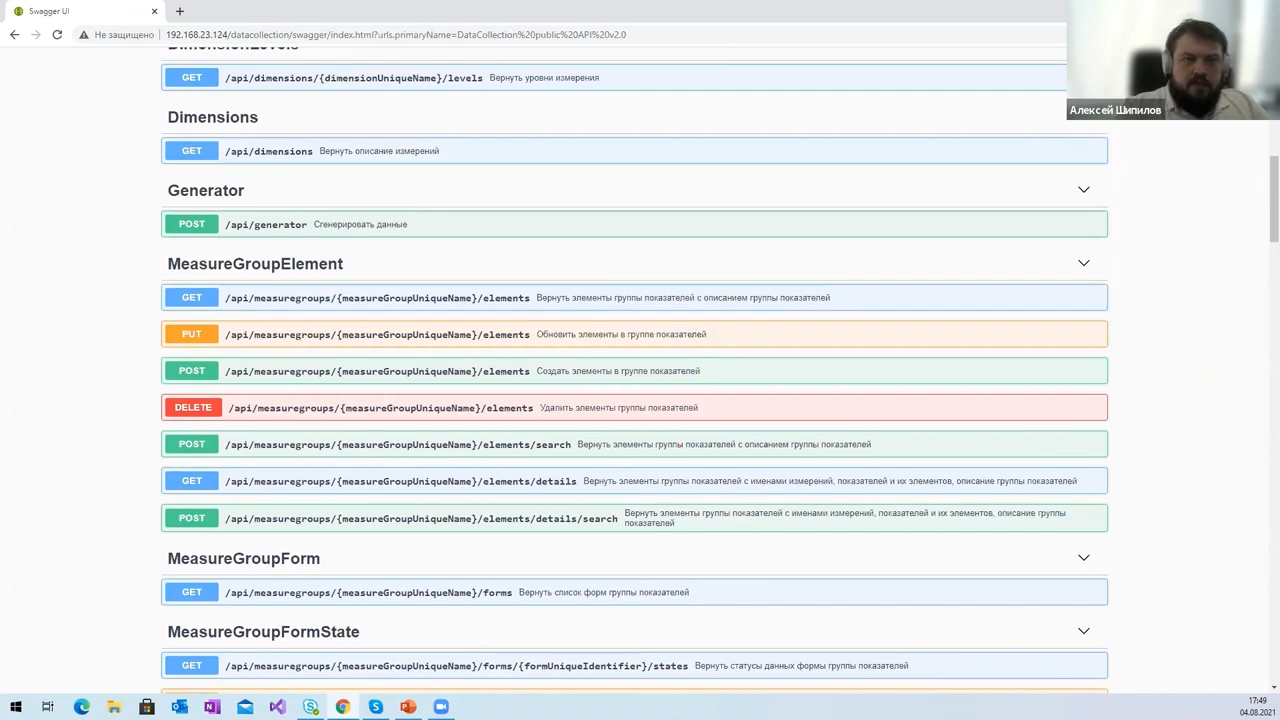 Swagger UI
Не защищено
192.168.23.124/datacollection/swagger/index.html?urls.primaryName=DataCollection%20public%20API%20v2.0
Алексей Шипилов
DimensionLevels
GET /api/dimensions/{dimensionUniqueName}/levels Вернуть уровни измерения
Dimensions
GET /api/dimensions Вернуть описание измерений
Generator
POST /api/generator Сгенерировать данные
MeasureGroupElement
GET /api/measuregroups/{measureGroupUniqueName}/elements Вернуть элементы группы показателей с описанием группы показателей
PUT /api/measuregroups/{measureGroupUniqueName}/elements Обновить элементы в группе показателей
POST /api/measuregroups/{measureGroupUniqueName}/elements Создать элементы в группе показателей
DELETE /api/measuregroups/{measureGroupUniqueName}/elements Удалить элементы группы показателей
POST /api/measuregroups/{measureGroupUniqueName}/elements/search Вернуть элементы группы показателей с описанием группы показателей
GET /api/measuregroups/{measureGroupUniqueName}/elements/details Вернуть элементы группы показателей с именами измерений, показателей и их элементов, описание группы показателей
POST /api/measuregroups/{measureGroupUniqueName}/elements/details/search Вернуть элементы группы показателей с именами измерений, показателей и их элементов, описание группы
показателей
MeasureGroupForm
GET /api/measuregroups/{measureGroupUniqueName}/forms Вернуть список форм группы показателей
MeasureGroupFormState
GET /api/measuregroups/{measureGroupUniqueName}/forms/{formUniqueIdentifier}/states Вернуть статусы данных формы группы показателей
17:49
04.08.2021